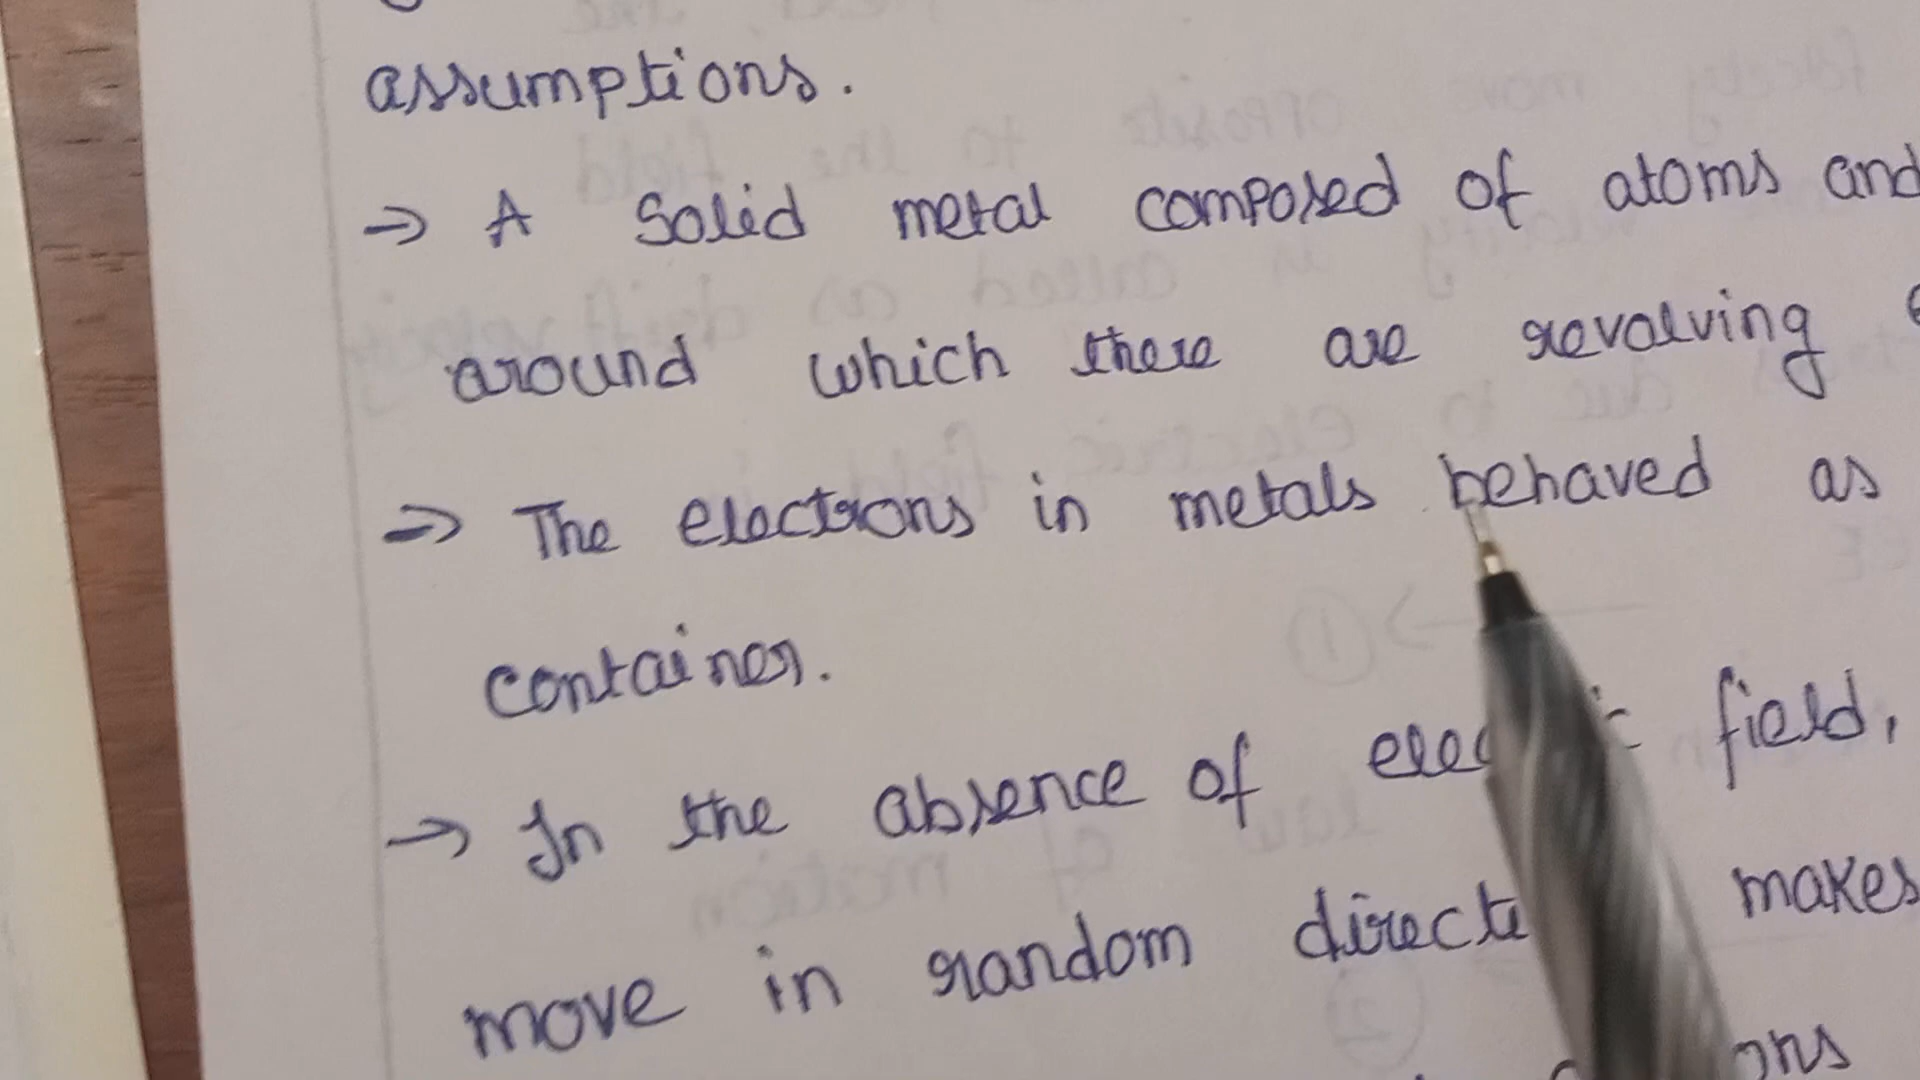 assumptions.
→ A Solid metal composed of atoms and
around which there are revolving
⇒ The electrons in metals behaved as
container.
→ In the absence of field,
move in random makes